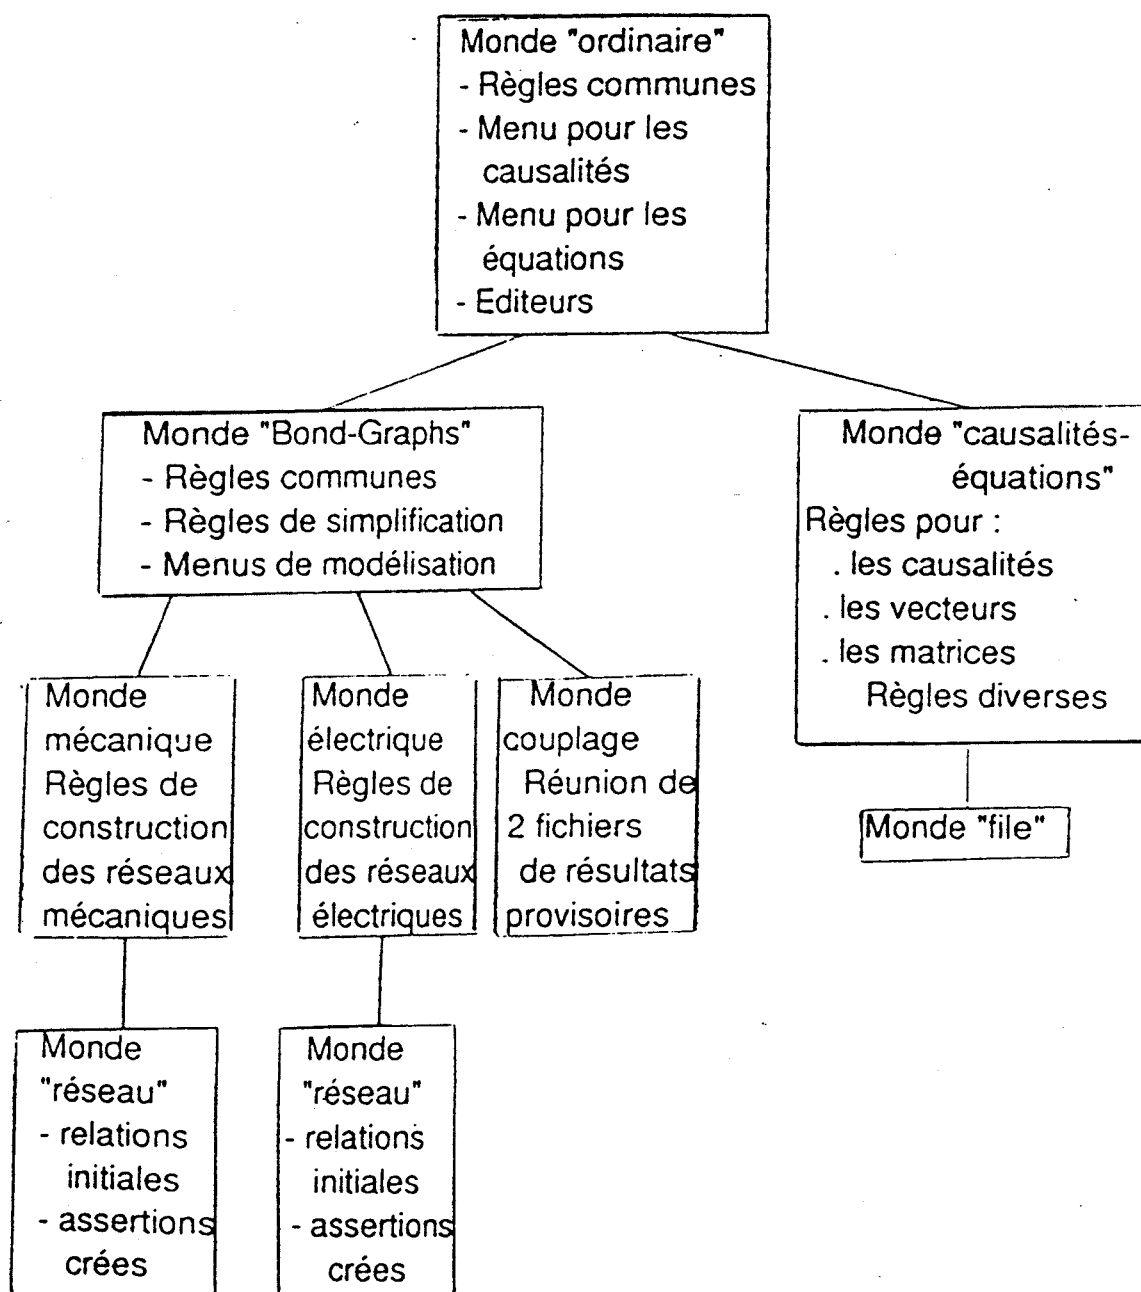 Monde "ordinaire"
- Règles communes
- Menu pour les
causalités
- Menu pour les
équations
- Editeurs
Monde "Bond-Graphs"
- Règles communes
- Règles de simplification
- Menus de modélisation
Monde "causalités-
équations"
Règles pour :
. les causalités
. les vecteurs
. les matrices
Règles diverses
Monde
mécanique
Règles de
construction
des réseaux
mécaniques
Monde
électrique
Règles de
construction
des réseaux
électriques
Monde
couplage
Réunion de
2 fichiers
de résultats
provisoires
Monde "file"
Monde
"réseau"
- relations
initiales
- assertions
crées
Monde
"réseau"
- relations
initiales
- assertions
crées